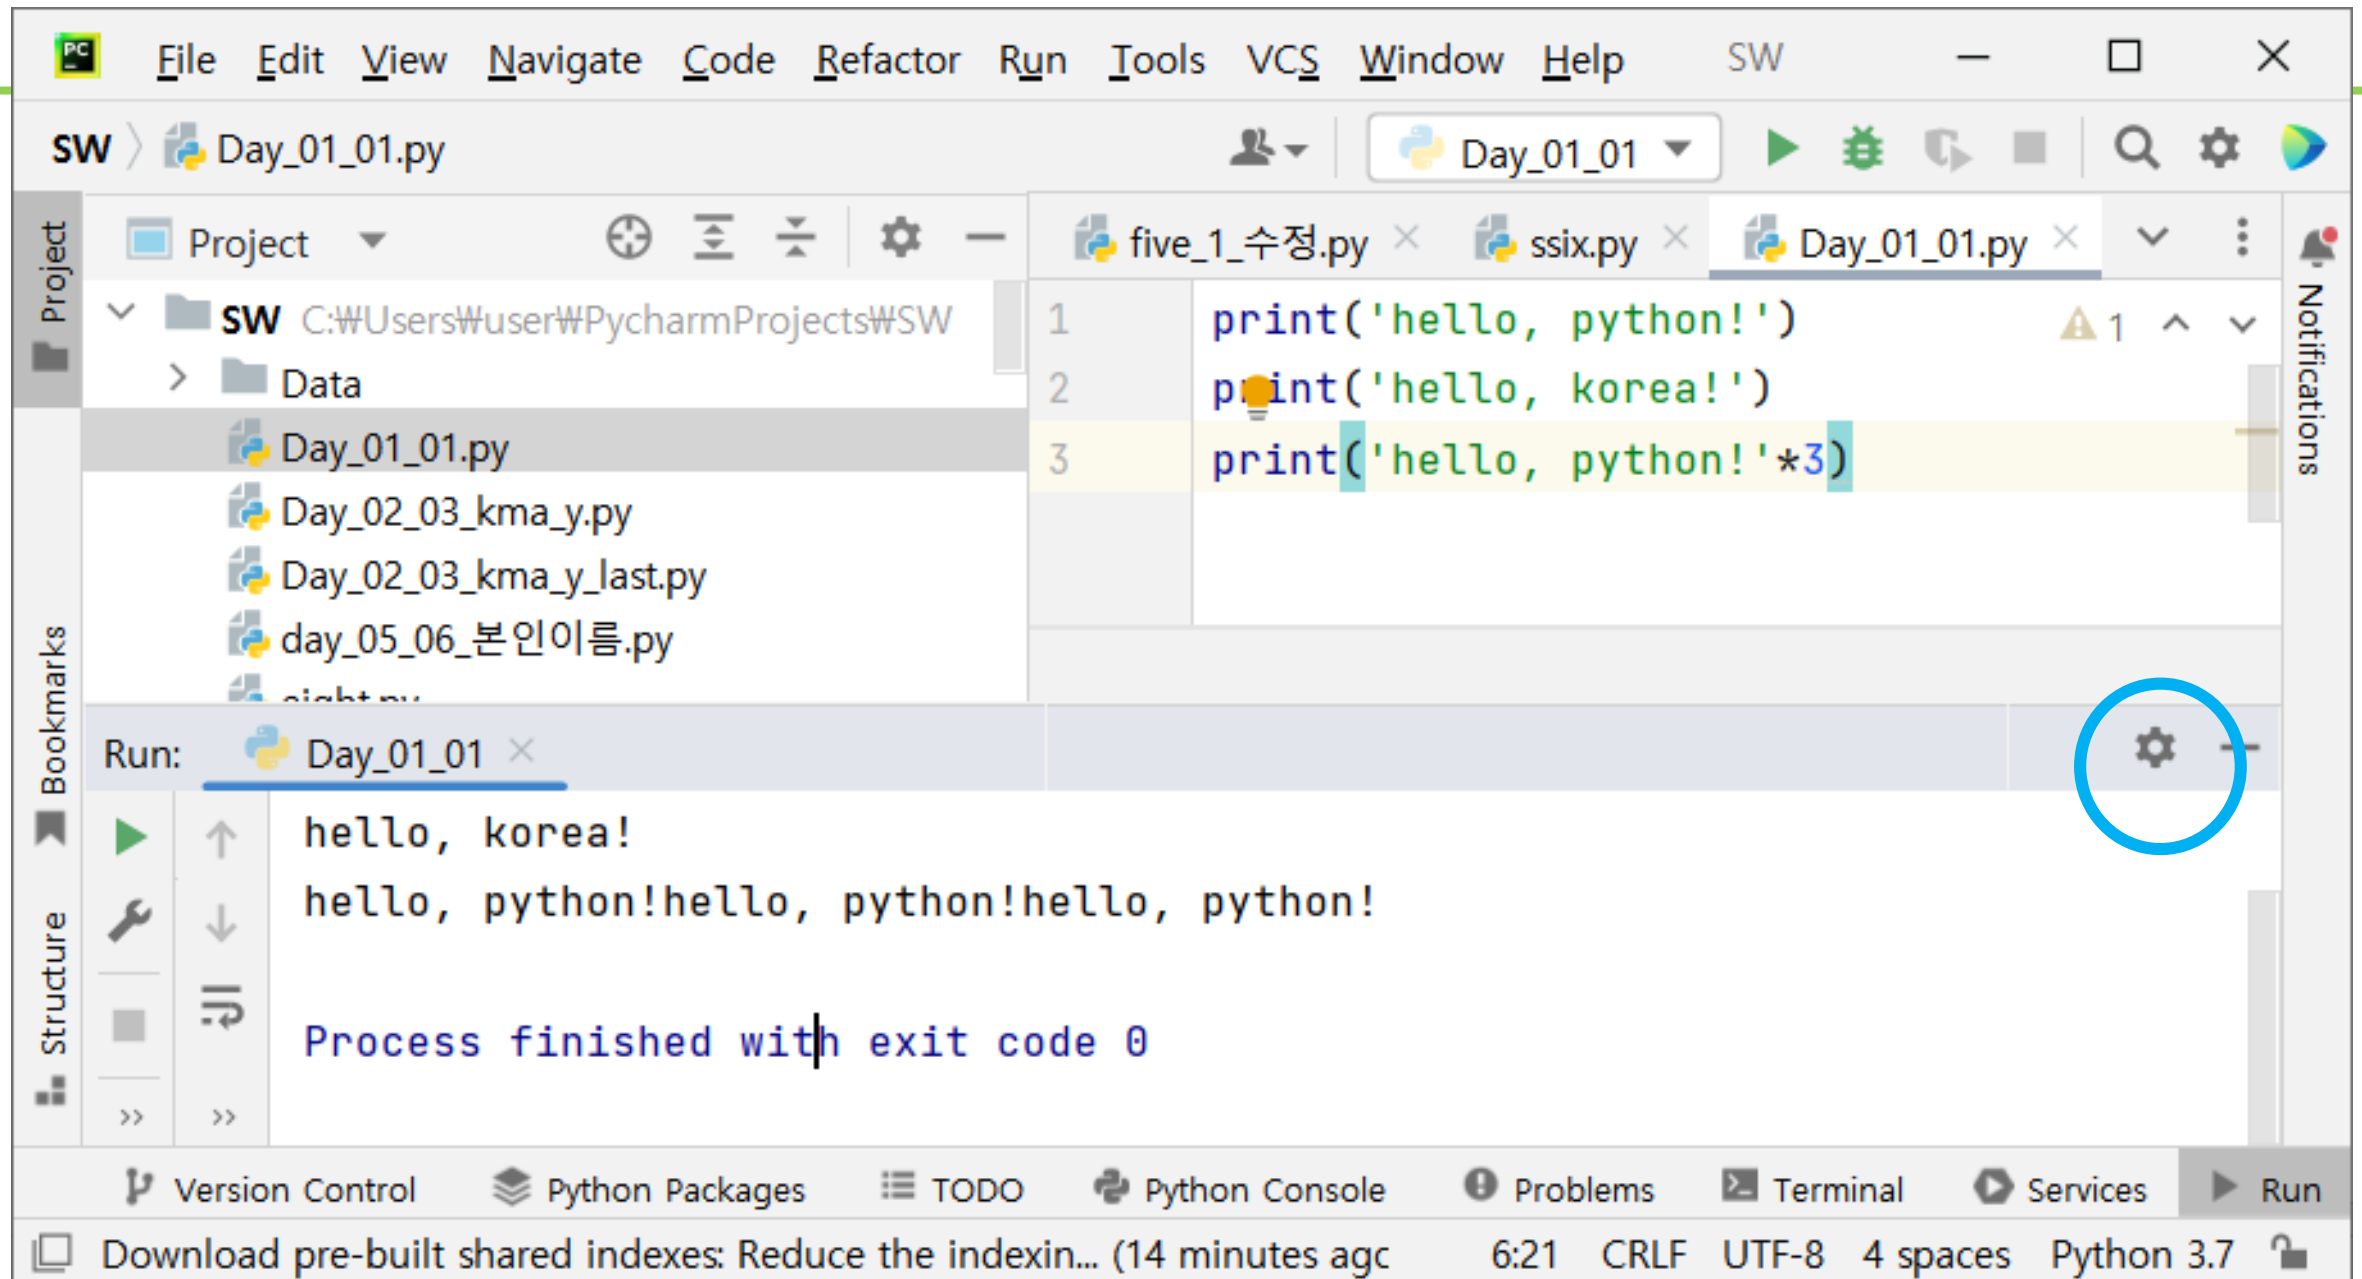 PC File Edit View Navigate Code Refactor Run Tools VCS Window Help SW
SW Day_01_01.py Day_01_01
Project
Project
five_1_수정.py ssix.py Day_01_01.py
SW C:₩Users₩user₩PycharmProjects₩SW
Data
Day_01_01.py
Day_02_03_kma_y.py
Day_02_03_kma_y_last.py
day_05_06_본인이름.py
1 print('hello, python!')
2 print('hello, korea!')
3 print('hello, python!'*3)
1
Notifications
Bookmarks
Structure
Run: Day_01_01
hello, korea!
hello, python!hello, python!hello, python!
Process finished with exit code 0
Version Control Python Packages TODO Python Console Problems Terminal Services Run
Download pre-built shared indexes: Reduce the indexin... (14 minutes agc 6:21 CRLF UTF-8 4 spaces Python 3.7